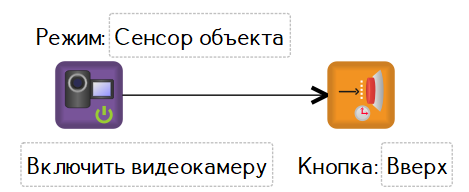 Режим: Сенсор объекта
Включить видеокамеру
Кнопка: Вверх